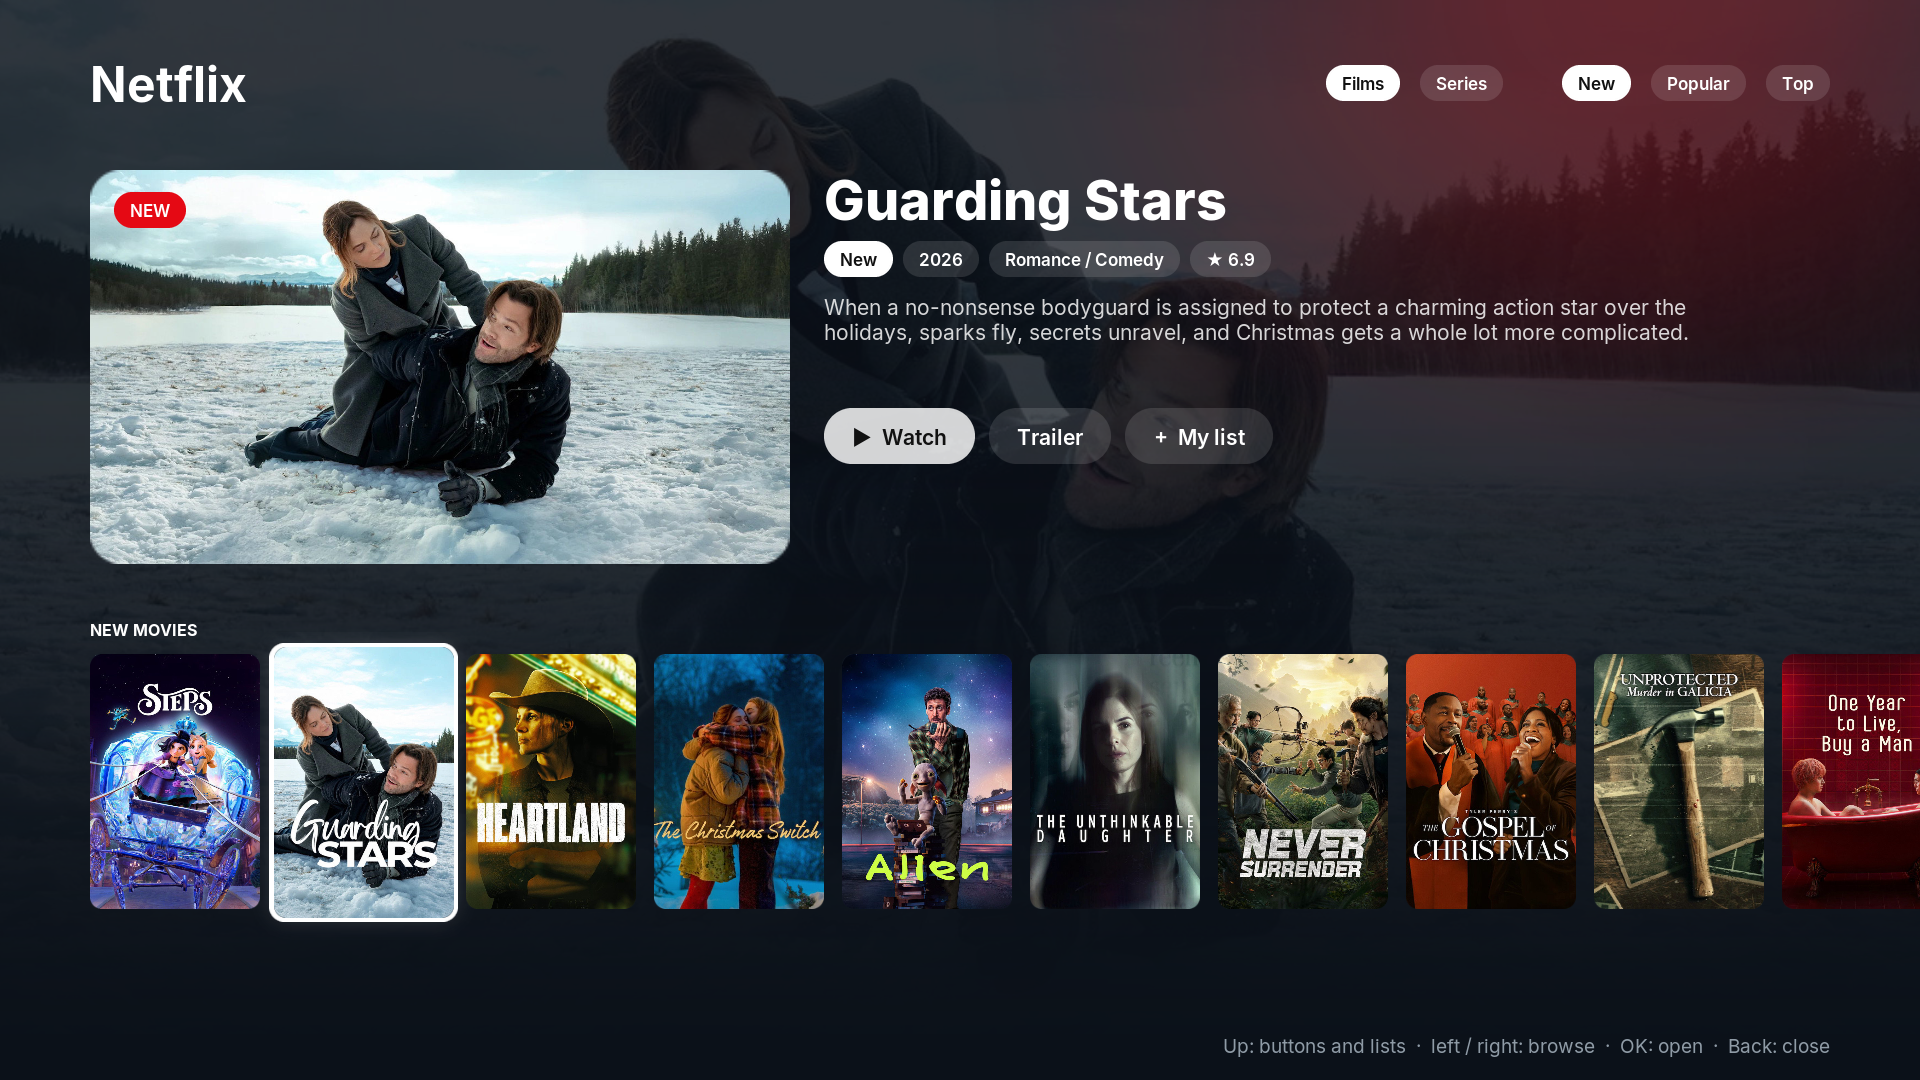 Netflix
Films
Series
New
Popular
Top
NEW
Guarding Stars
New
2026
Romance / Comedy
★ 6.9
When a no-nonsense bodyguard is assigned to protect a charming action star over the
holidays, sparks fly, secrets unravel, and Christmas gets a whole lot more complicated.
▶ Watch
Trailer
+ My list
NEW MOVIES
STEPS
Guarding
STARS
HEARTLAND
The Christmas Switch
Allen
THE UNTHINKABLE
DAUGHTER
NEVER
SURRENDER
TYLER PERRY'S
THE GOSPEL OF
CHRISTMAS
UNPROTECTED
Murder in GALICIA
One Year
to Live,
Buy a Man
Up: buttons and lists · left / right: browse · OK: open · Back: close